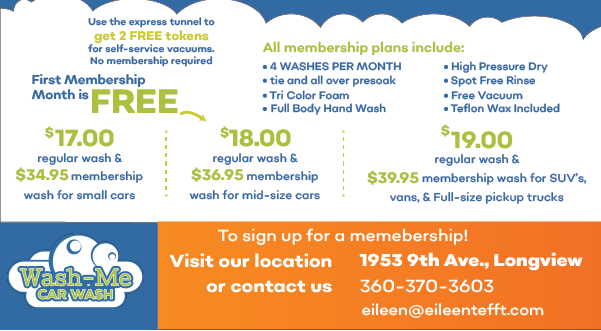 Use the express tunnel to
get 2 FREE tokens
for self-service vacuums.
No membership required
First Membership
Month is FREE
All membership plans include:
• 4 WASHES PER MONTH
• tie and all over presoak
• Tri Color Foam
• Full Body Hand Wash
• High Pressure Dry
• Spot Free Rinse
• Free Vacuum
• Teflon Wax Included
$17.00
regular wash &
$34.95 membership
wash for small cars
$18.00
regular wash &
$36.95 membership
wash for mid-size cars
$19.00
regular wash &
$39.95 membership wash for SUV's,
vans, & Full-size pickup trucks
Wash-Me
CAR WASH
To sign up for a memebership!
Visit our location
or contact us
1953 9th Ave., Longview
360-370-3603
eileen@eileentefft.com